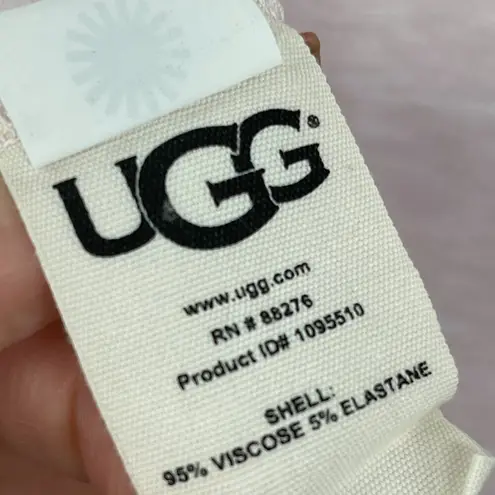 UGG®
www.ugg.com
RN # 88276
Product ID# 1095510
SHELL:
95% VISCOSE 5% ELASTANE